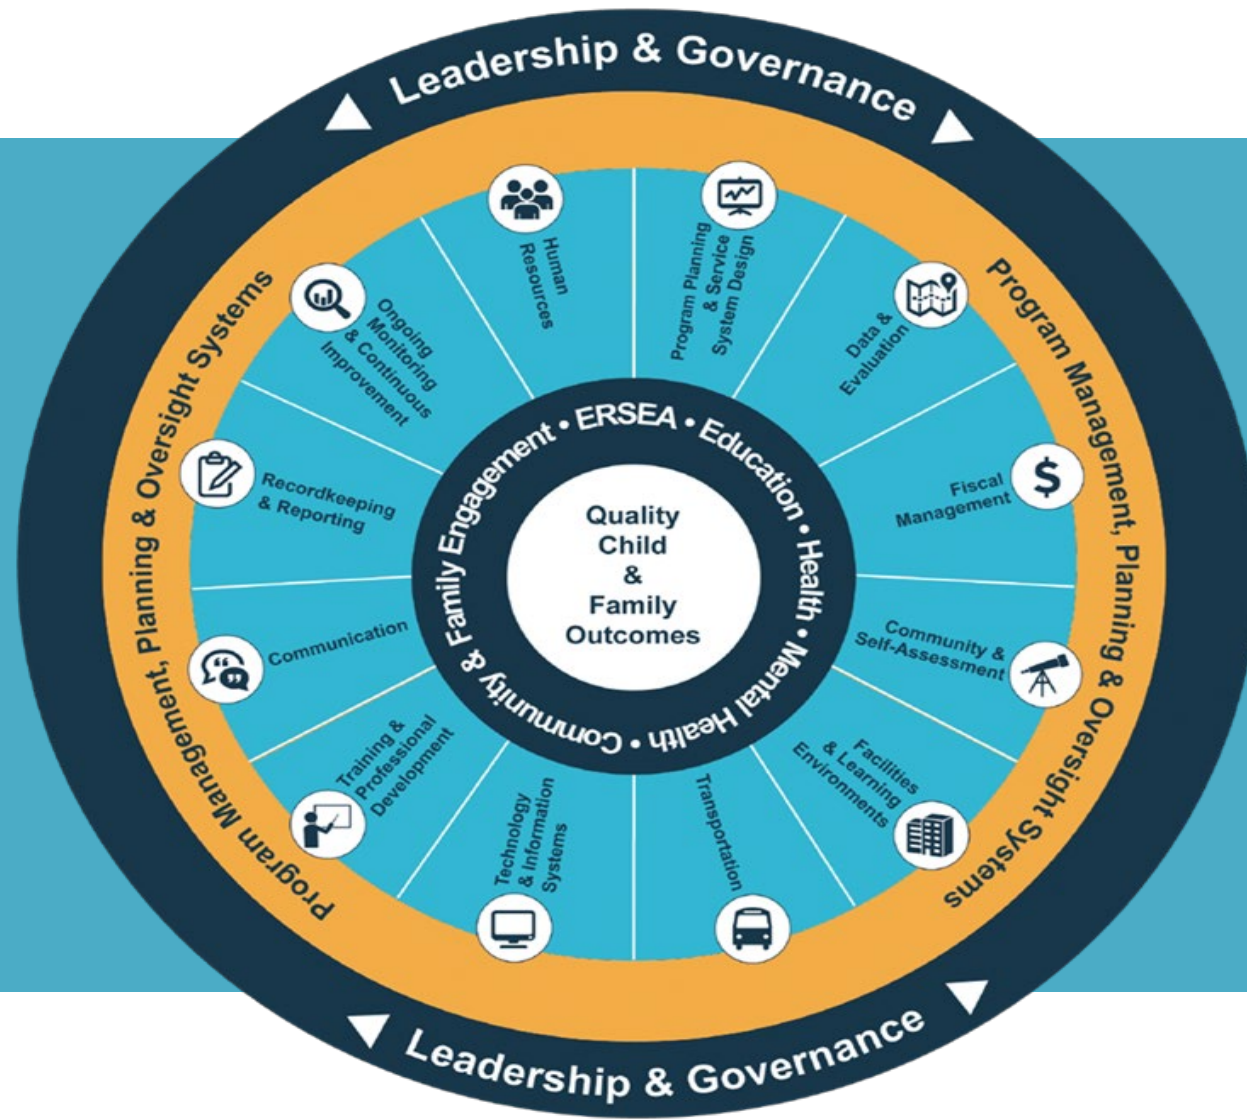 Leadership & Governance
Program Management, Planning & Oversight Systems
Program Management, Planning & Oversight Systems
Program Planning
& Service
System Design
Data &
Evaluation
Fiscal
Management
Community &
Self-Assessment
Facilities
& Learning
Environments
Transportation
Technology
& Information
Systems
Training &
Professional
Development
Communication
Recordkeeping
& Reporting
Ongoing
Monitoring
& Continuous
Improvement
Human
Resources
ERSEA • Education • Health • Mental Health • Community & Family Engagement •
Quality
Child
&
Family
Outcomes
Leadership & Governance